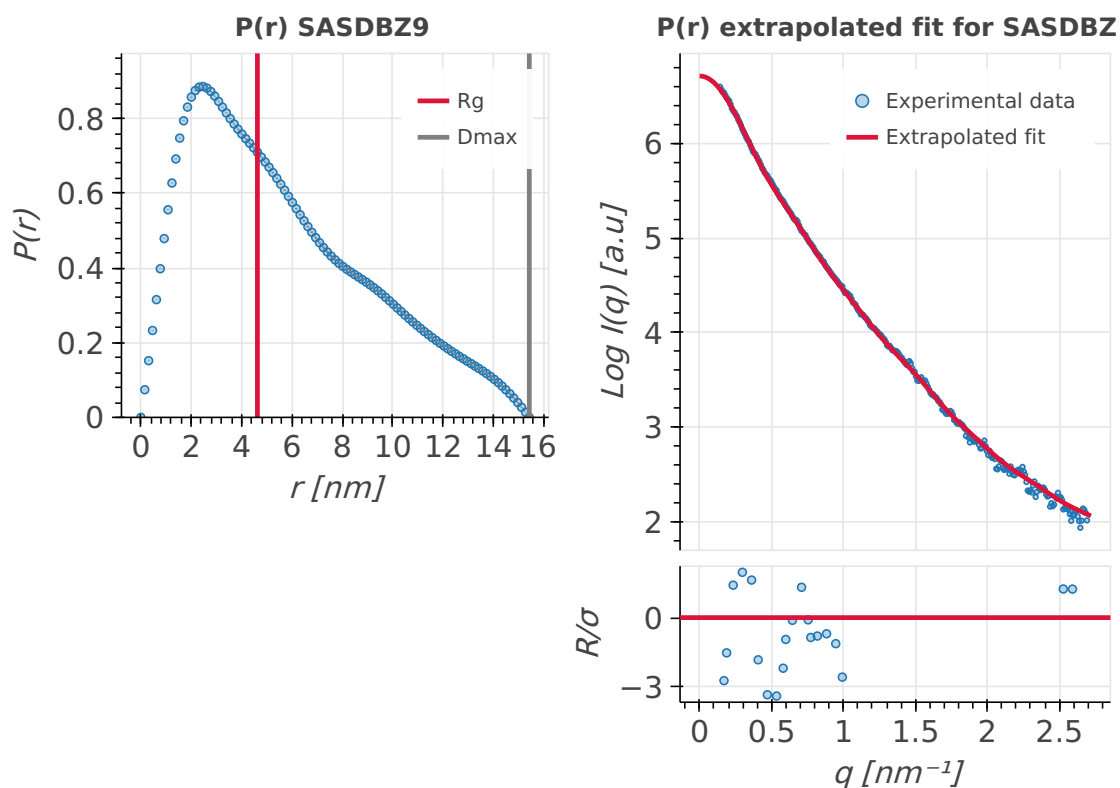 P(r) SASDBZ9
P(r) extrapolated fit for SASDBZ
Rg
Dmax
P(r)
0.8
0.6
0.4
0.2
0
0 2 4 6 8 10 12 14 16
r [nm]
Experimental data
Extrapolated fit
Log I(q) [a.u]
6
5
4
3
2
R/σ
0
−3
0 0.5 1 1.5 2 2.5
q [nm⁻¹]